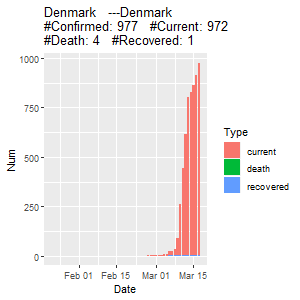 Denmark   ---Denmark
#Confirmed: 977   #Current: 972
#Death: 4   #Recovered: 1
1000
750
500
250
0
Num
Feb 01
Feb 15
Mar 01
Mar 15
Date
Type
current
death
recovered